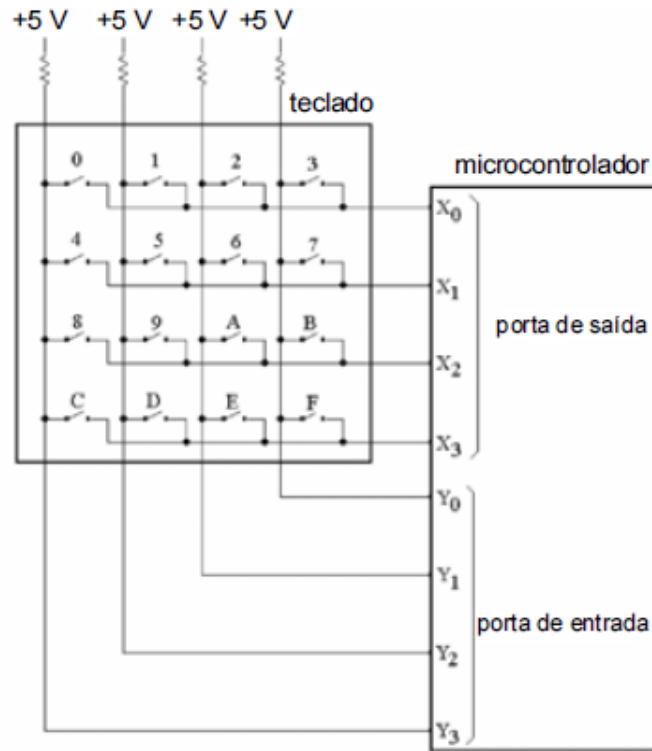 +5 V +5 V +5 V +5 V
teclado
0 1 2 3
microcontrolador
X0
4 5 6 7
X1
porta de saída
8 9 A B
X2
C D E F
X3
Y0
Y1
porta de entrada
Y2
Y3